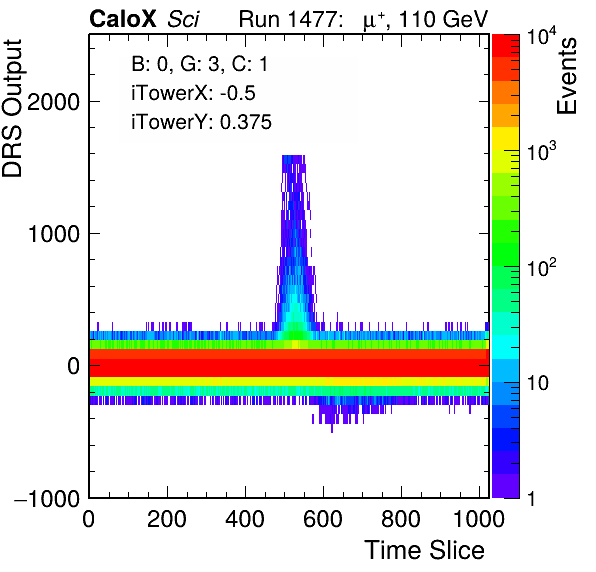 CaloX Sci Run 1477: μ⁺, 110 GeV
B: 0, G: 3, C: 1
iTowerX: -0.5
iTowerY: 0.375
DRS Output
2000
1000
0
−1000
0 200 400 600 800 1000
Time Slice
Events
10⁴
10³
10²
10
1